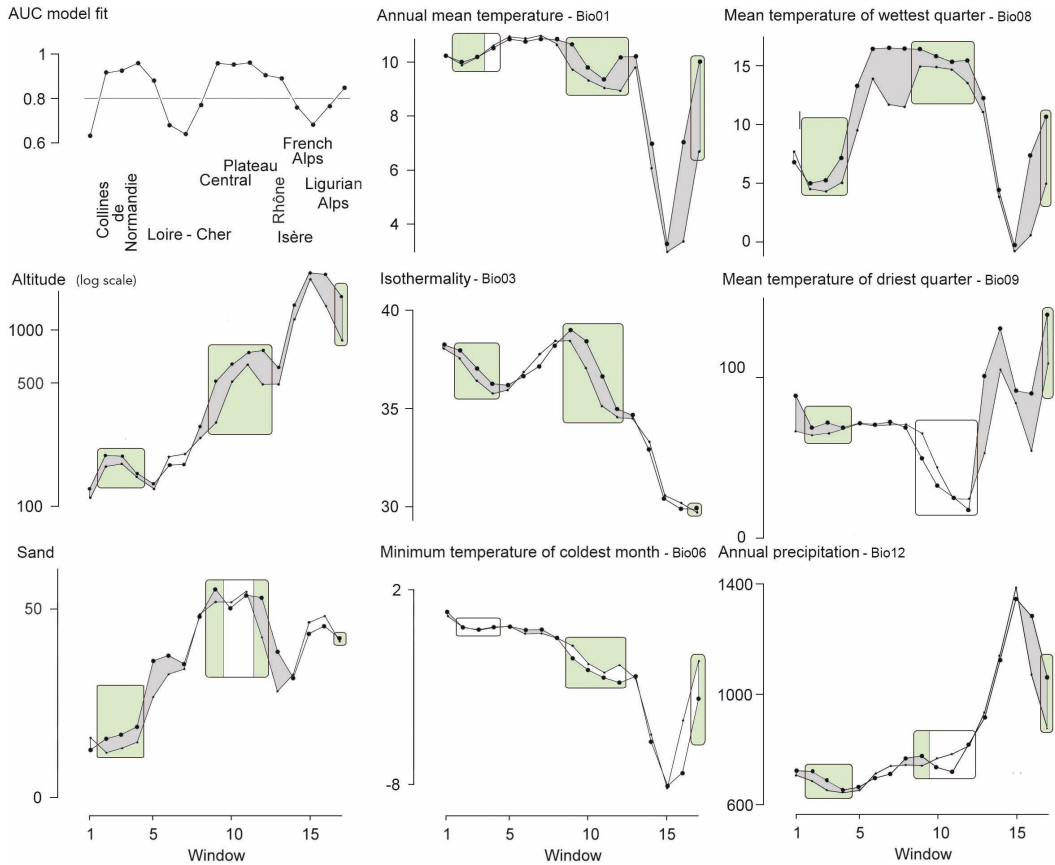 AUC model fit
1
0.8
0.6
Collines
de
Normandie
Loire - Cher
Plateau
Central
Rhône
Isère
French
Alps
Ligurian
Alps
Annual mean temperature - Bio01
10
8
6
4
Mean temperature of wettest quarter - Bio08
15
10
5
0
Altitude (log scale)
1000
500
100
Isothermality - Bio03
40
35
30
Mean temperature of driest quarter - Bio09
100
0
Sand
50
0
1 5 10 15
Window
Minimum temperature of coldest month - Bio06
2
-8
1 5 10 15
Window
Annual precipitation - Bio12
1400
1000
600
1 5 10 15
Window